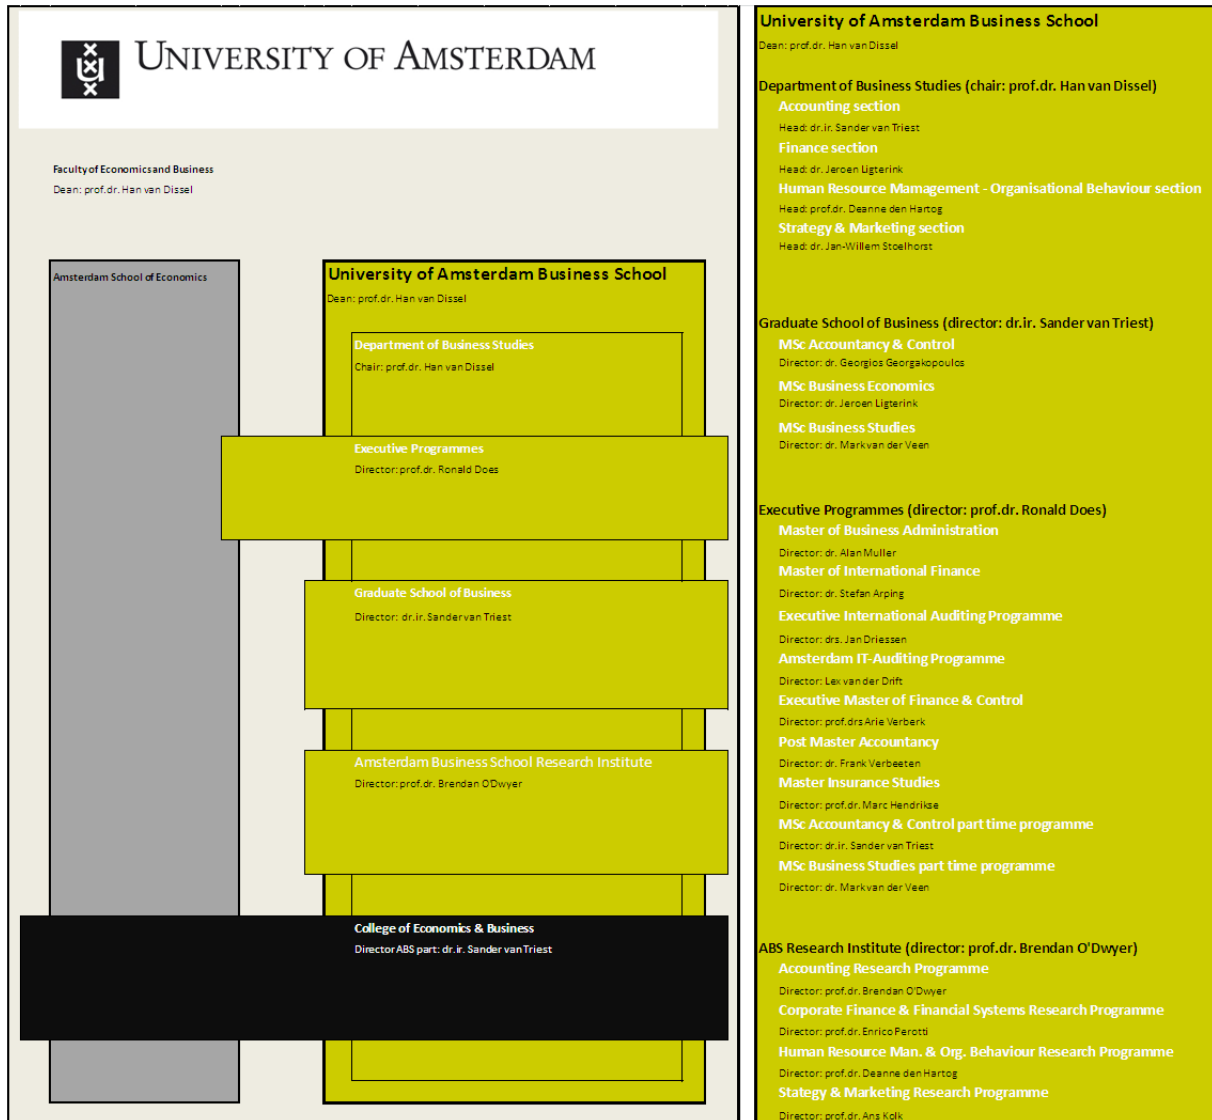 UNIVERSITY OF AMSTERDAM
Faculty of Economics and Business
Dean: prof.dr. Han van Dissel
Amsterdam School of Economics
University of Amsterdam Business School
Dean: prof.dr. Han van Dissel
Department of Business Studies
Chair: prof.dr. Han van Dissel
Executive Programmes
Director: prof.dr. Ronald Does
Graduate School of Business
Director: dr.ir. Sander van Triest
Amsterdam Business School Research Institute
Director: prof.dr. Brendan O'Dwyer
College of Economics & Business
Director ABS part: dr.ir. Sander van Triest
University of Amsterdam Business School
Dean: prof.dr. Han van Dissel
Department of Business Studies (chair: prof.dr. Han van Dissel)
Accounting section
Head: dr.ir. Sander van Triest
Finance section
Head: dr. Jeroen Ligterink
Human Resource Mamagement - Organisational Behaviour section
Head: prof.dr. Deanne den Hartog
Strategy & Marketing section
Head: dr. Jan-Willem Stoelhorst
Graduate School of Business (director: dr.ir. Sander van Triest)
MSc Accountancy & Control
Director: dr. Georgios Georgakopoulos
MSc Business Economics
Director: dr. Jeroen Ligterink
MSc Business Studies
Director: dr. Mark van der Veen
Executive Programmes (director: prof.dr. Ronald Does)
Master of Business Administration
Director: dr. Alan Muller
Master of International Finance
Director: dr. Stefan Arping
Executive International Auditing Programme
Director: drs. Jan Driessen
Amsterdam IT-Auditing Programme
Director: Lex van der Drift
Executive Master of Finance & Control
Director: prof.drs Arie Verberk
Post Master Accountancy
Director: dr. Frank Verbeeten
Master Insurance Studies
Director: prof.dr. Marc Hendrikse
MSc Accountancy & Control part time programme
Director: dr.ir. Sander van Triest
MSc Business Studies part time programme
Director: dr. Mark van der Veen
ABS Research Institute (director: prof.dr. Brendan O'Dwyer)
Accounting Research Programme
Director: prof.dr. Brendan O'Dwyer
Corporate Finance & Financial Systems Research Programme
Director: prof.dr. Enrico Perotti
Human Resource Man. & Org. Behaviour Research Programme
Director: prof.dr. Deanne den Hartog
Stategy & Marketing Research Programme
Director: prof.dr. Ans Kolk